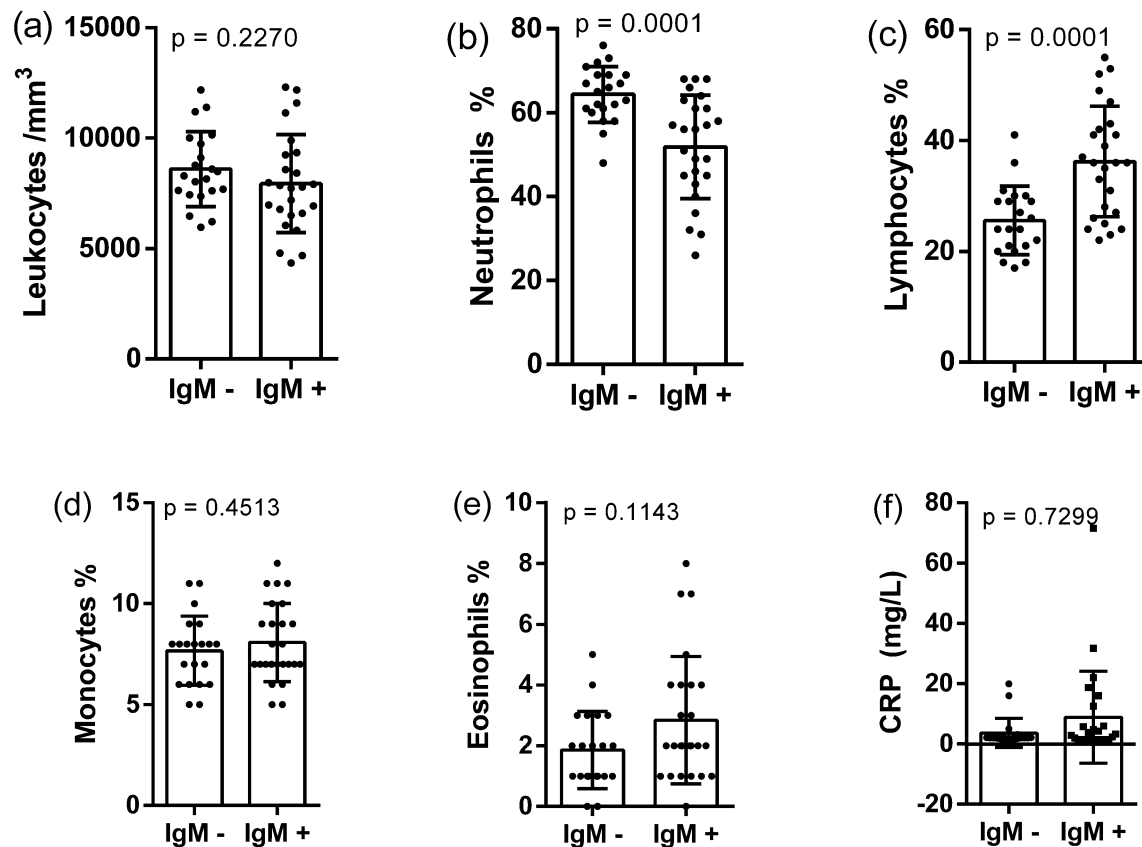 (a)
p = 0.2270
Leukocytes /mm³
15000
10000
5000
0
IgM -
IgM +
(b)
p = 0.0001
Neutrophils %
80
60
40
20
0
IgM -
IgM +
(c)
p = 0.0001
Lymphocytes %
60
40
20
0
IgM -
IgM +
(d)
p = 0.4513
Monocytes %
15
10
5
0
IgM -
IgM +
(e)
p = 0.1143
Eosinophils %
10
8
6
4
2
0
IgM -
IgM +
(f)
p = 0.7299
CRP (mg/L)
80
60
40
20
0
-20
IgM -
IgM +